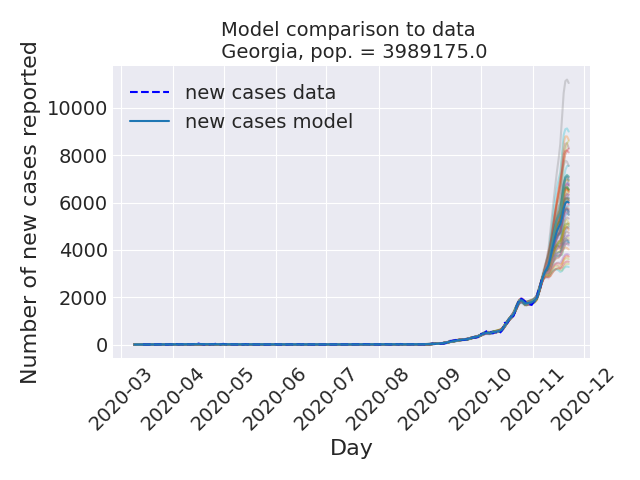 Model comparison to data
Georgia, pop. = 3989175.0
new cases data
new cases model
Number of new cases reported
10000
8000
6000
4000
2000
0
2020-03
2020-04
2020-05
2020-06
2020-07
2020-08
2020-09
2020-10
2020-11
2020-12
Day